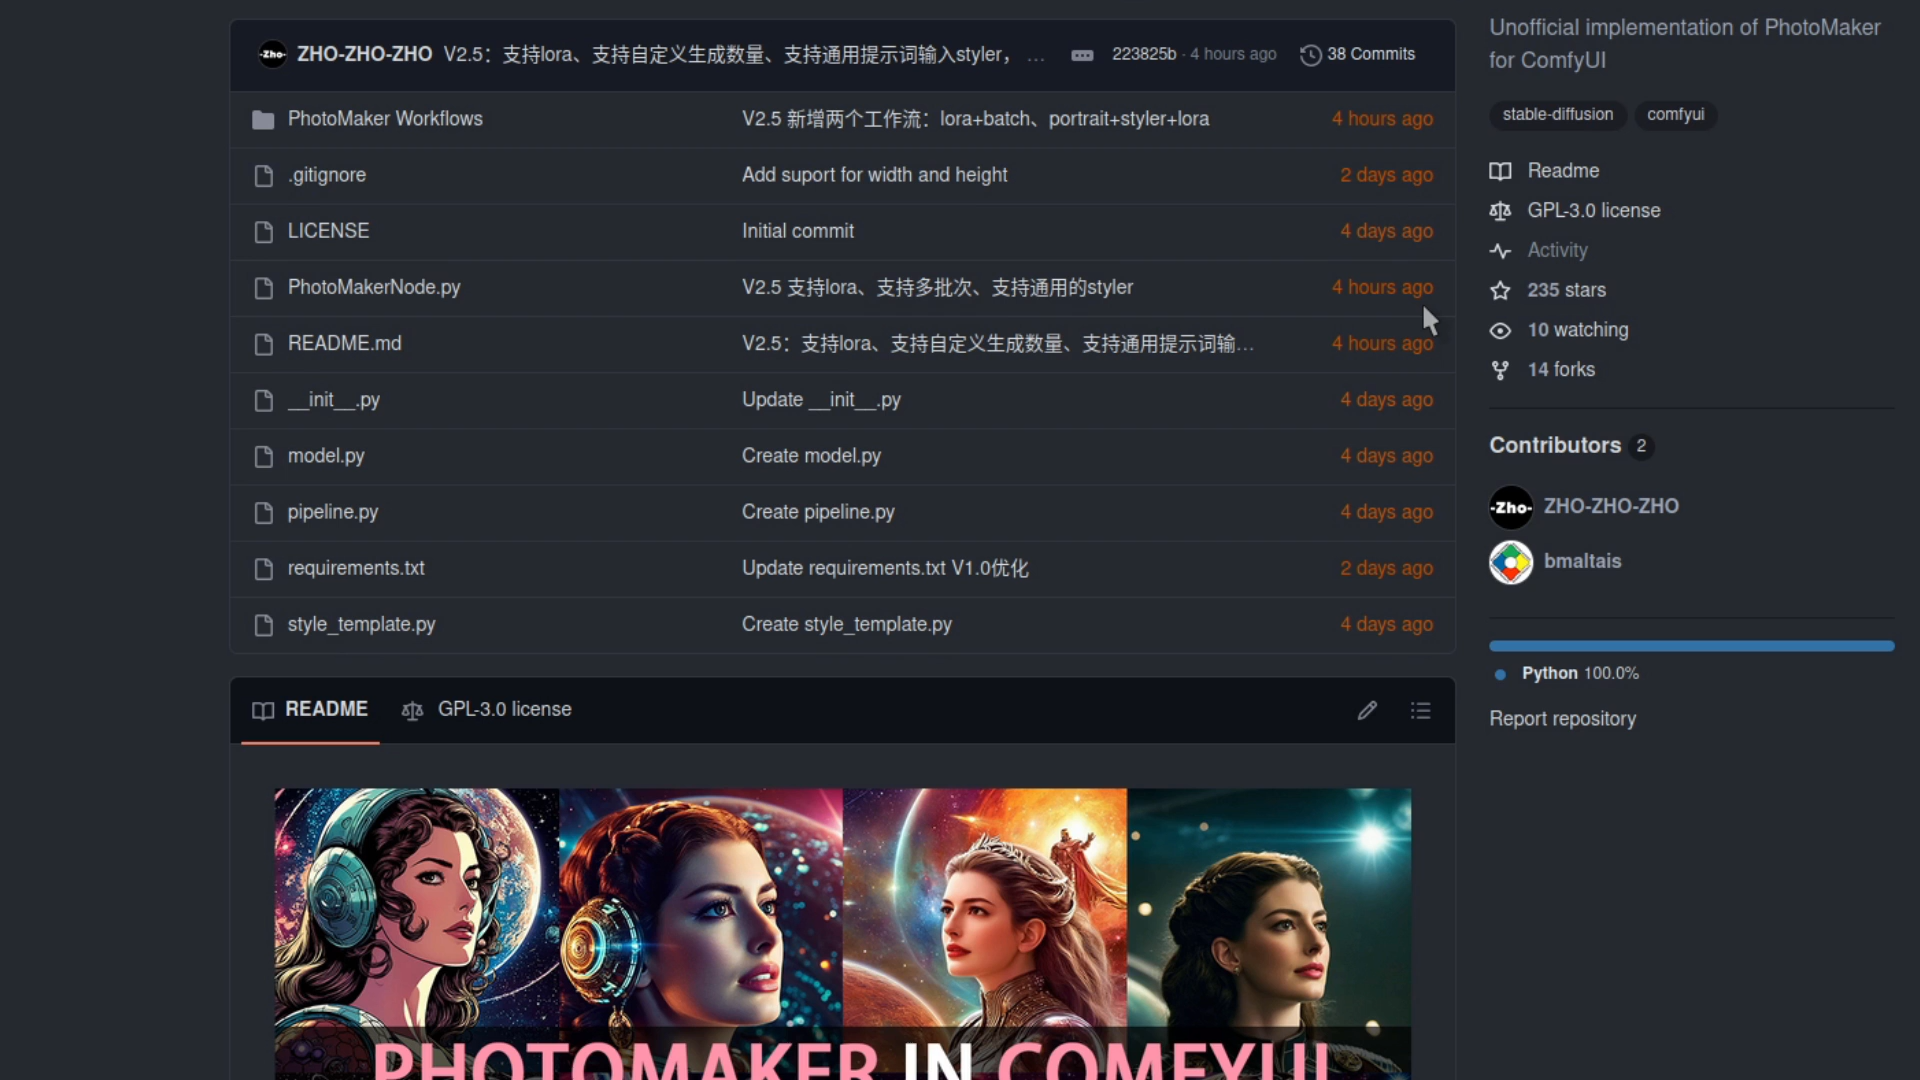 -Zho- ZHO-ZHO-ZHO V2.5：支持lora、支持自定义生成数量、支持通用提示词输入styler， … 223825b · 4 hours ago 38 Commits
PhotoMaker Workflows V2.5 新增两个工作流：lora+batch、portrait+styler+lora 4 hours ago
.gitignore Add suport for width and height 2 days ago
LICENSE Initial commit 4 days ago
PhotoMakerNode.py V2.5 支持lora、支持多批次、支持通用的styler 4 hours ago
README.md V2.5：支持lora、支持自定义生成数量、支持通用提示词输… 4 hours ago
__init__.py Update __init__.py 4 days ago
model.py Create model.py 4 days ago
pipeline.py Create pipeline.py 4 days ago
requirements.txt Update requirements.txt V1.0优化 2 days ago
style_template.py Create style_template.py 4 days ago
README GPL-3.0 license
PHOTOMAKER IN COMFYUI
Unofficial implementation of PhotoMaker
for ComfyUI
stable-diffusion comfyui
Readme
GPL-3.0 license
Activity
235 stars
10 watching
14 forks
Contributors 2
-Zho- ZHO-ZHO-ZHO
bmaltais
Python 100.0%
Report repository